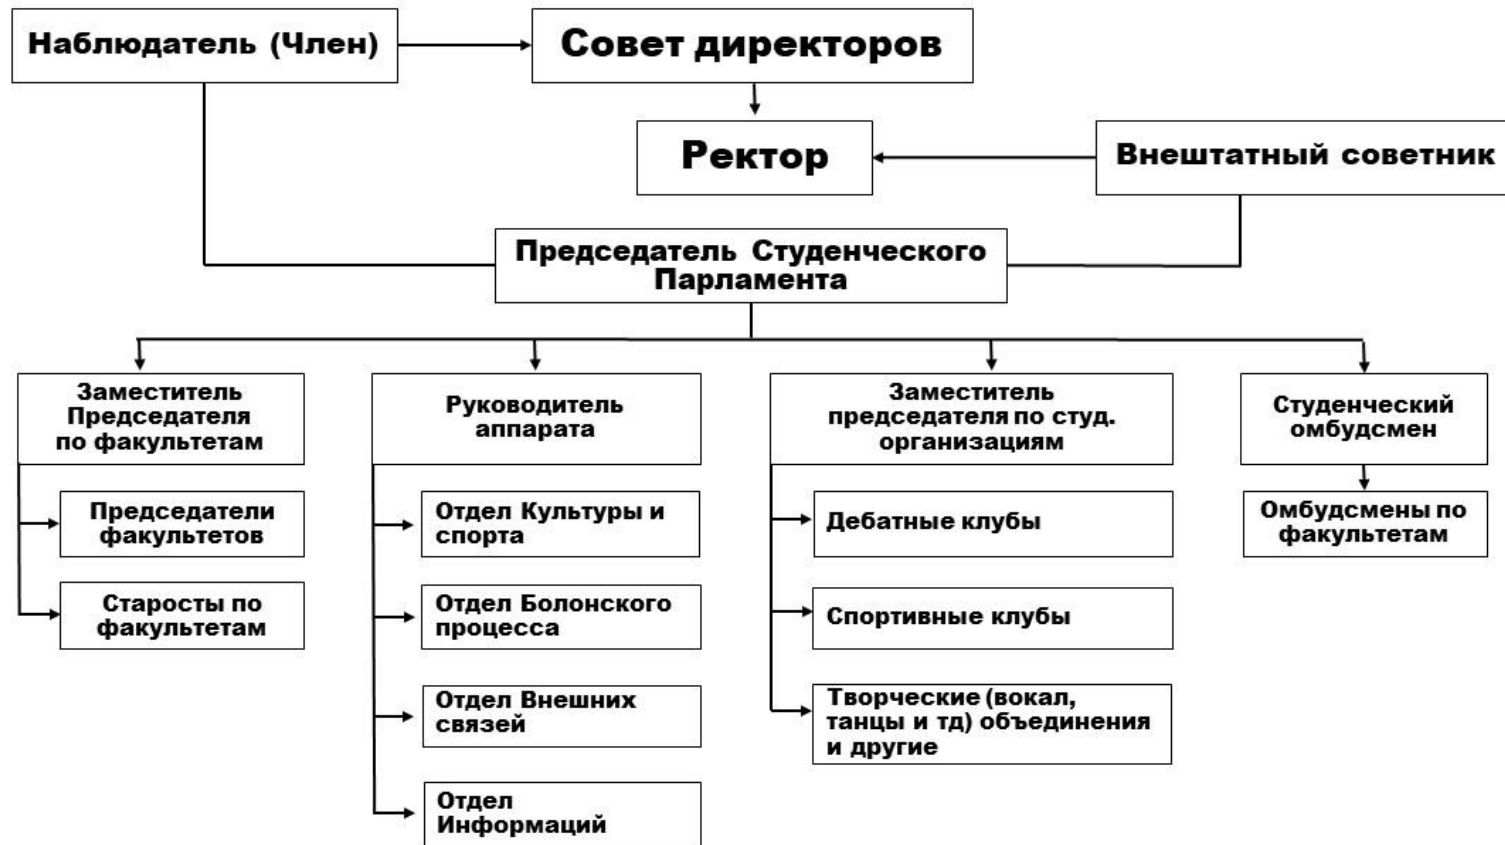 Наблюдатель (Член)
Совет директоров
Ректор
Внештатный советник
Председатель Студенческого
Парламента
Заместитель
Председателя
по факультетам
Руководитель
аппарата
Заместитель
председателя по студ.
организациям
Студенческий
омбудсмен
Председатели
факультетов
Отдел Культуры и
спорта
Дебатные клубы
Омбудсмены по
факультетам
Старосты по
факультетам
Отдел Болонского
процесса
Спортивные клубы
Отдел Внешних
связей
Творческие (вокал,
танцы и тд) объединения
и другие
Отдел
Информаций